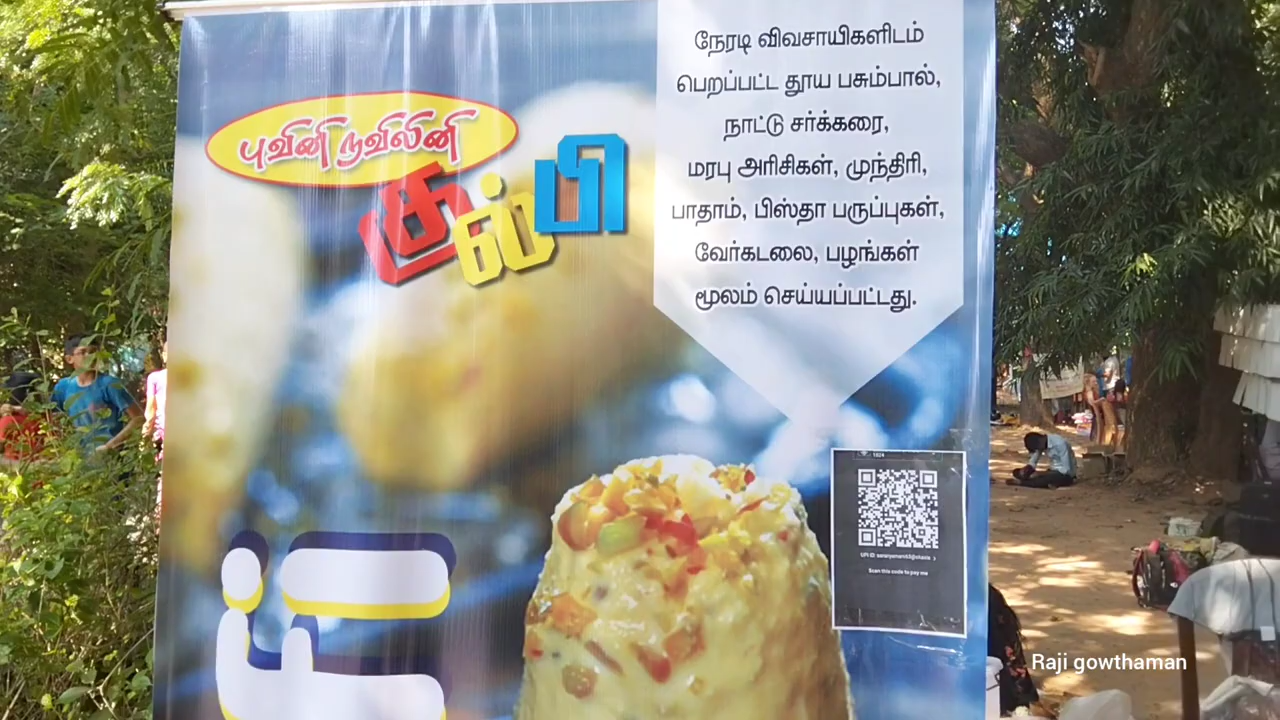 புவினி நவிலினி
குல்பி
நேரடி விவசாயிகளிடம்
பெறப்பட்ட தூய பசும்பால்,
நாட்டு சர்க்கரை,
மரபு அரிசிகள், முந்திரி,
பாதாம், பிஸ்தா பருப்புகள்,
வேர்கடலை, பழங்கள்
மூலம் செய்யப்பட்டது.
1924
Scan this code to pay me
Raji gowthaman